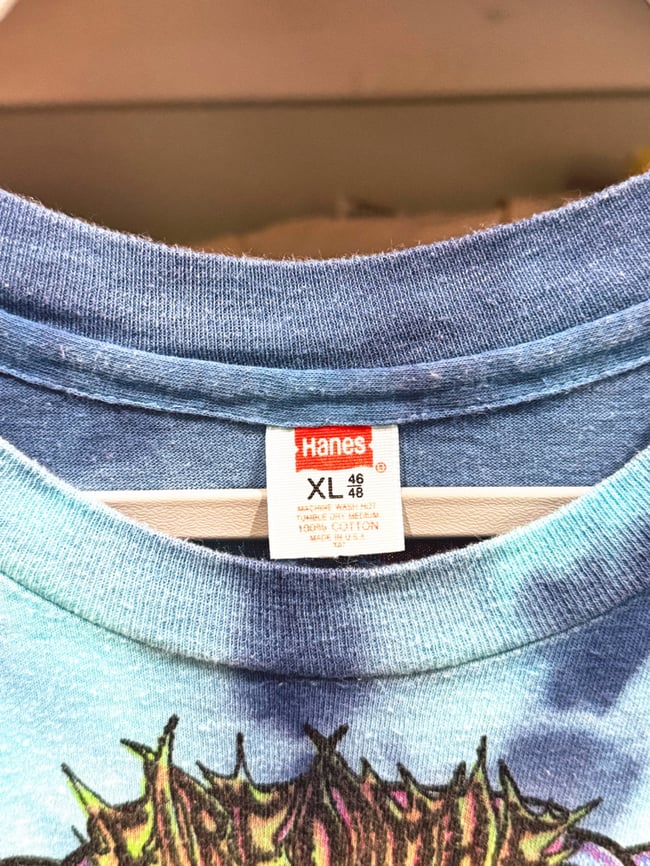 Hanes
®
XL 46/48
MACHINE WASH HOT
TUMBLE DRY MEDIUM
100% COTTON
MADE IN U.S.A.